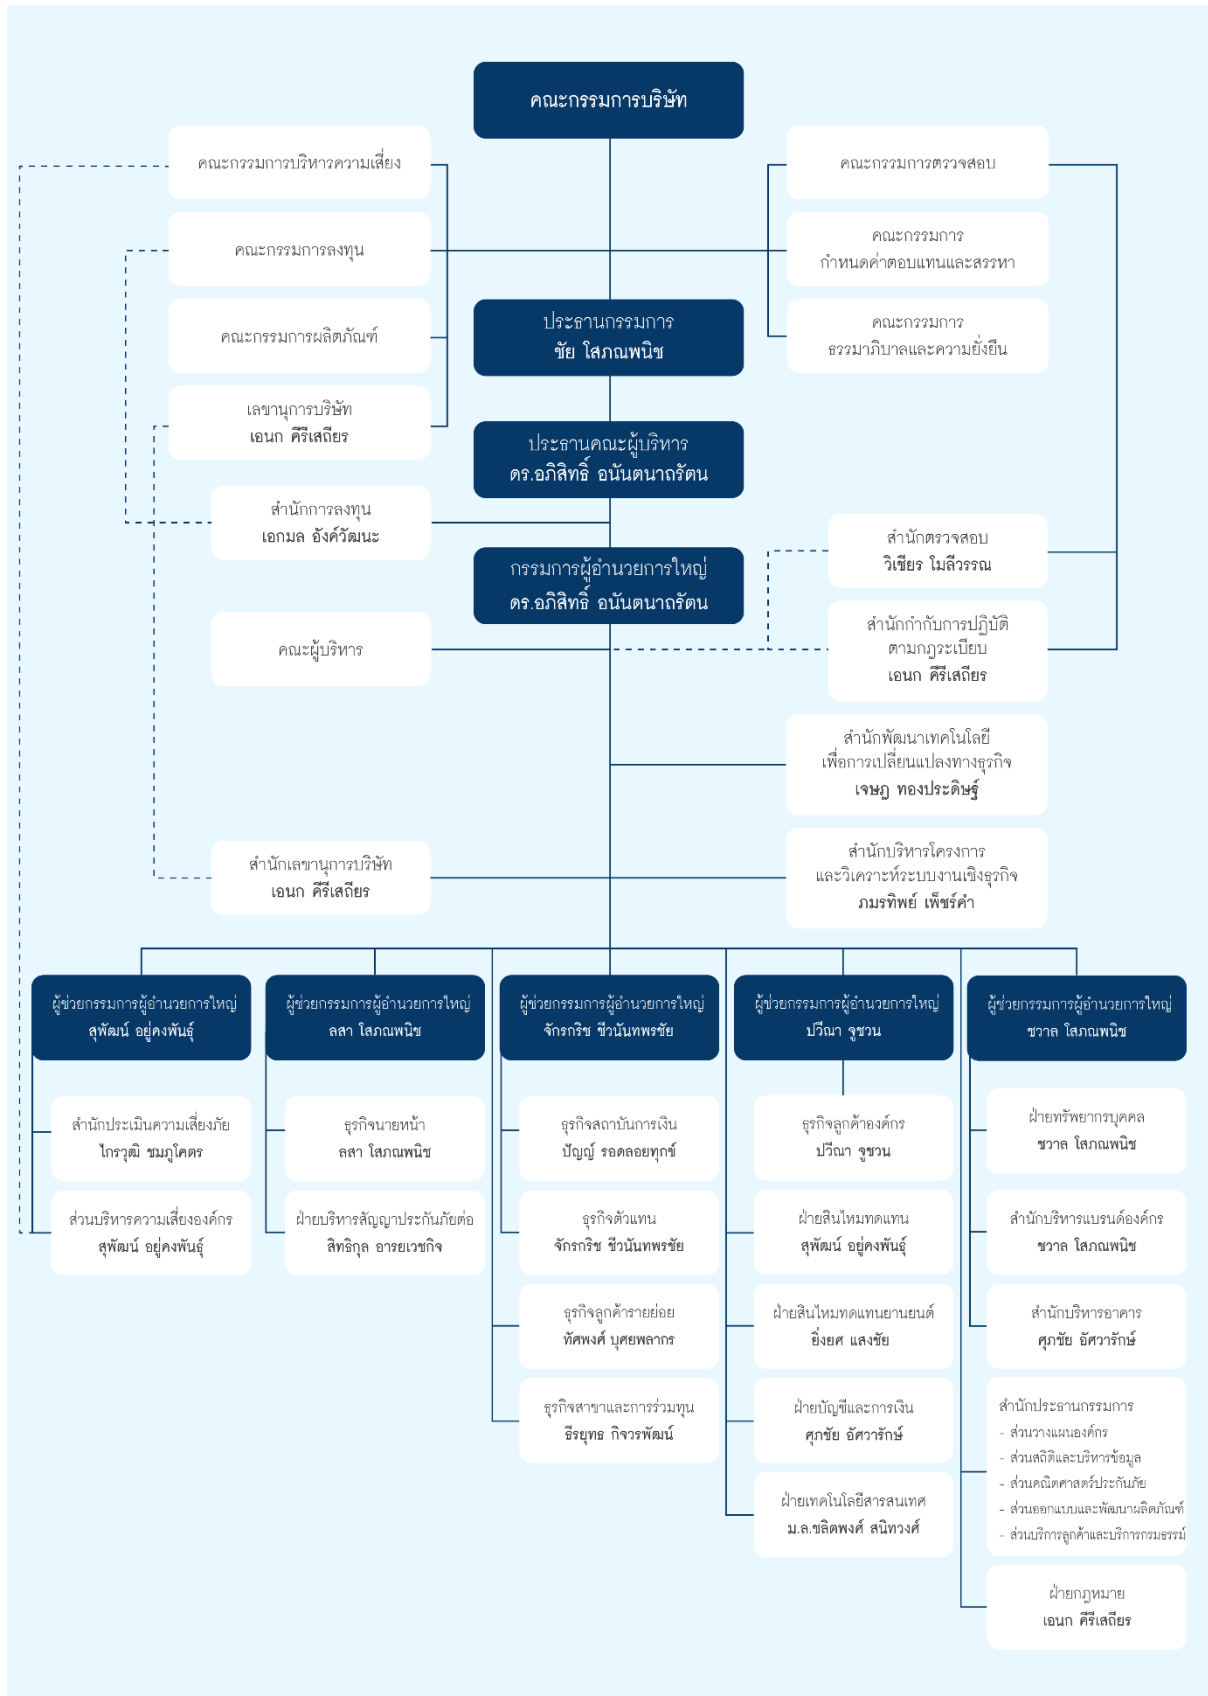 คณะกรรมการบริษัท
คณะกรรมการบริหารความเสี่ยง
คณะกรรมการตรวจสอบ
คณะกรรมการลงทุน
คณะกรรมการ
กำหนดค่าตอบแทนและสรรหา
คณะกรรมการผลิตภัณฑ์
ประธานกรรมการ
ชัย โสภณพนิช
คณะกรรมการ
ธรรมาภิบาลและความยั่งยืน
เลขานุการบริษัท
เอนก คีรีเสถียร
ประธานคณะผู้บริหาร
ดร.อภิสิทธิ์ อนันตนาถรัตน
สำนักการลงทุน
เอกมล อังค์วัฒนะ
กรรมการผู้อำนวยการใหญ่
ดร.อภิสิทธิ์ อนันตนาถรัตน
สำนักตรวจสอบ
วิเชียร โมลีวรรณ
คณะผู้บริหาร
สำนักกำกับการปฏิบัติ
ตามกฎระเบียบ
เอนก คีรีเสถียร
สำนักพัฒนาเทคโนโลยี
เพื่อการเปลี่ยนแปลงทางธุรกิจ
เจษฎ ทองประดิษฐ์
สำนักเลขานุการบริษัท
เอนก คีรีเสถียร
สำนักบริหารโครงการ
และวิเคราะห์ระบบงานเชิงธุรกิจ
ภมรทิพย์ เพ็ชร์คำ
ผู้ช่วยกรรมการผู้อำนวยการใหญ่
สุพัฒน์ อยู่คงพันธุ์
สำนักประเมินความเสี่ยงภัย
ไกรวุฒิ ชมภูโคตร
ส่วนบริหารความเสี่ยงองค์กร
สุพัฒน์ อยู่คงพันธุ์
ผู้ช่วยกรรมการผู้อำนวยการใหญ่
ลสา โสภณพนิช
ธุรกิจนายหน้า
ลสา โสภณพนิช
ฝ่ายบริหารสัญญาประกันภัยต่อ
สิทธิกุล อารยเวชกิจ
ผู้ช่วยกรรมการผู้อำนวยการใหญ่
จักรกริช ชีวนันทพรชัย
ธุรกิจสถาบันการเงิน
ปัญญ์ รอดลอยทุกข์
ธุรกิจตัวแทน
จักรกริช ชีวนันทพรชัย
ธุรกิจลูกค้ารายย่อย
ทัศพงศ์ บุศยพลากร
ธุรกิจสาขาและการร่วมทุน
ธีรยุทธ กิจวรพัฒน์
ผู้ช่วยกรรมการผู้อำนวยการใหญ่
ปวีณา จูชวน
ธุรกิจลูกค้าองค์กร
ปวีณา จูชวน
ฝ่ายสินไหมทดแทน
สุพัฒน์ อยู่คงพันธุ์
ฝ่ายสินไหมทดแทนยานยนต์
ยิ่งยศ แสงชัย
ฝ่ายบัญชีและการเงิน
ศุภชัย อัศวารักษ์
ฝ่ายเทคโนโลยีสารสนเทศ
ม.ล.ชลิตพงศ์ สนิทวงศ์
ผู้ช่วยกรรมการผู้อำนวยการใหญ่
ชวาล โสภณพนิช
ฝ่ายทรัพยากรบุคคล
ชวาล โสภณพนิช
สำนักบริหารแบรนด์องค์กร
ชวาล โสภณพนิช
สำนักบริหารอาคาร
ศุภชัย อัศวารักษ์
สำนักประธานกรรมการ
- ส่วนวางแผนองค์กร
- ส่วนสถิติและบริหารข้อมูล
- ส่วนคณิตศาสตร์ประกันภัย
- ส่วนออกแบบและพัฒนาผลิตภัณฑ์
- ส่วนบริการลูกค้าและบริการกรมธรรม์
ฝ่ายกฎหมาย
เอนก คีรีเสถียร